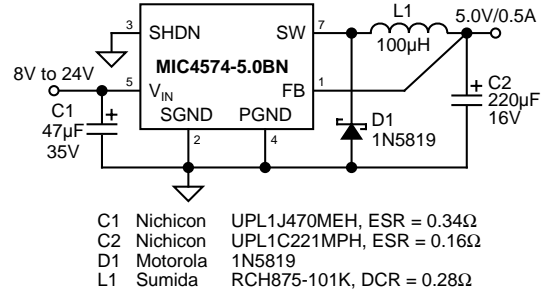 L1
5.0V/0.5A
3
SHDN
SW
7
100µH
MIC4574-5.0BN
8V to 24V
5
VIN
FB
1
C1
47µF
35V
SGND
PGND
2
4
D1
1N5819
C2
220µF
16V
C1 Nichicon UPL1J470MEH, ESR = 0.34Ω
C2 Nichicon UPL1C221MPH, ESR = 0.16Ω
D1 Motorola 1N5819
L1 Sumida RCH875-101K, DCR = 0.28Ω